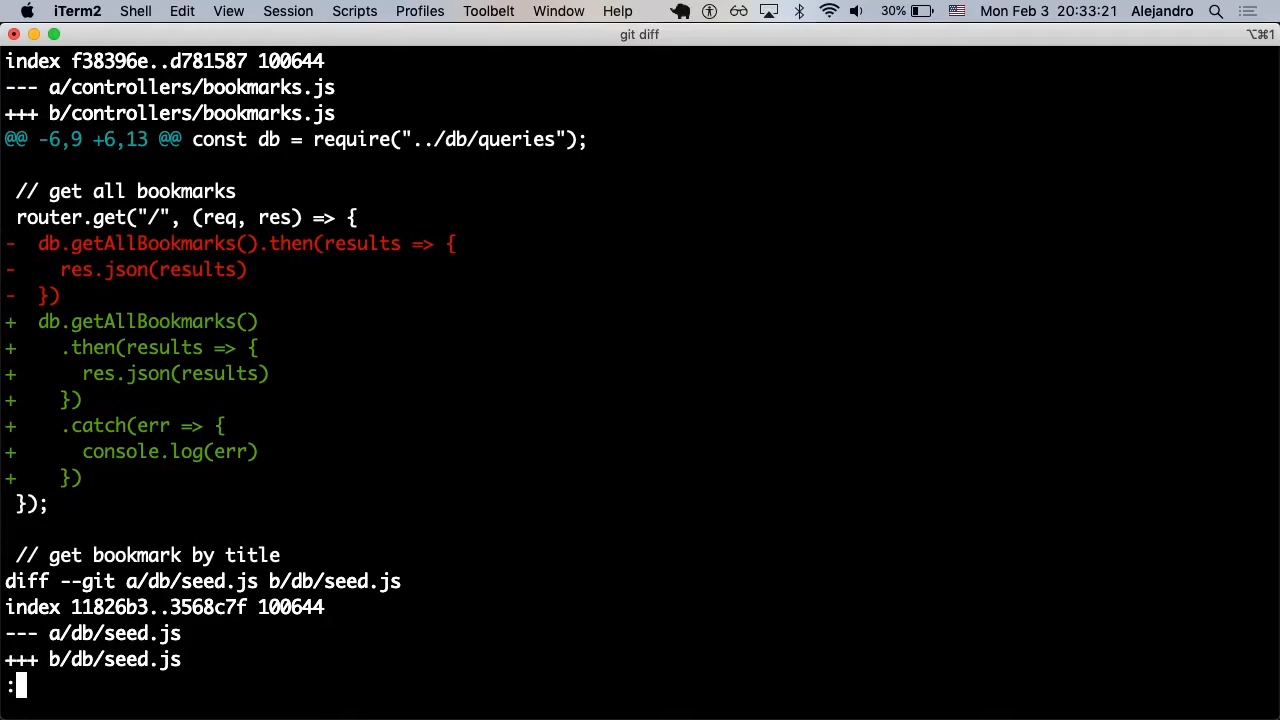 iTerm2 Shell Edit View Session Scripts Profiles Toolbelt Window Help 30% Mon Feb 3 20:33:21 Alejandro
git diff ⌥⌘1
index f38396e..d781587 100644
--- a/controllers/bookmarks.js
+++ b/controllers/bookmarks.js
@@ -6,9 +6,13 @@ const db = require("../db/queries");
 // get all bookmarks
 router.get("/", (req, res) => {
-  db.getAllBookmarks().then(results => {
-    res.json(results)
-  })
+  db.getAllBookmarks()
+    .then(results => {
+      res.json(results)
+    })
+    .catch(err => {
+      console.log(err)
+    })
 });
 // get bookmark by title
diff --git a/db/seed.js b/db/seed.js
index 11826b3..3568c7f 100644
--- a/db/seed.js
+++ b/db/seed.js
: